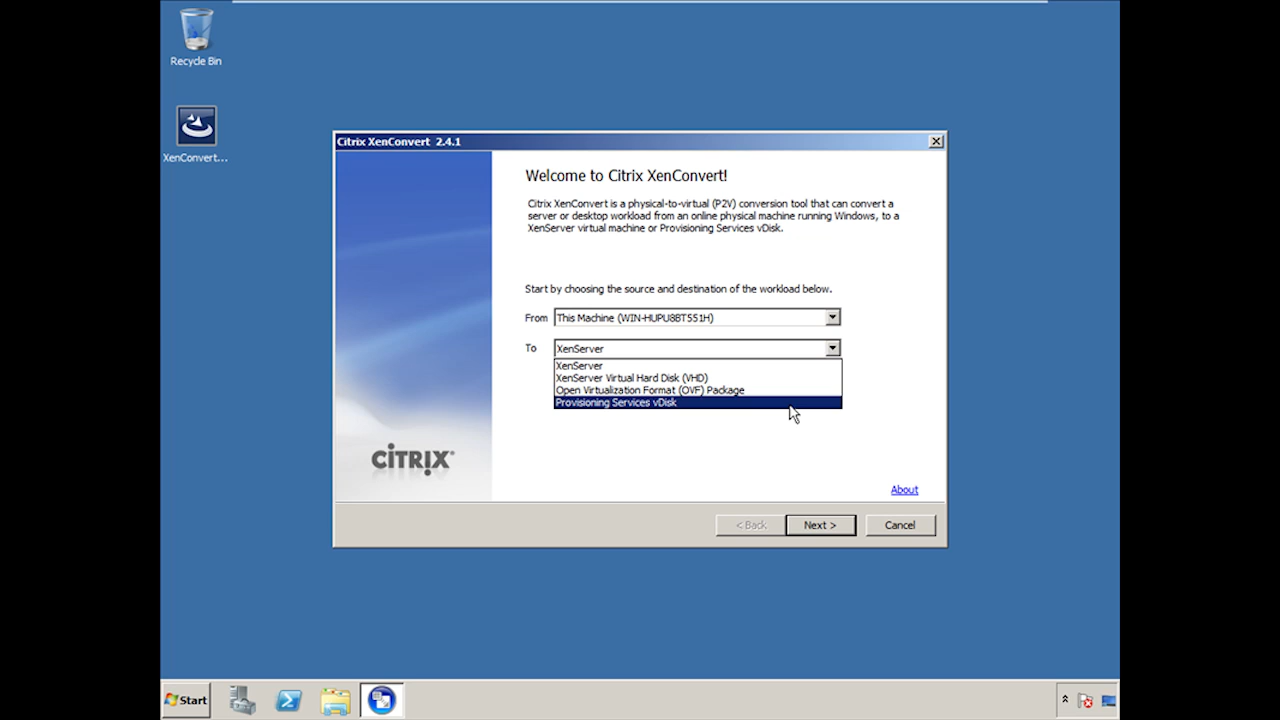 Recycle Bin
XenConvert...
Citrix XenConvert 2.4.1
Welcome to Citrix XenConvert!
Citrix XenConvert is a physical-to-virtual (P2V) conversion tool that can convert a
server or desktop workload from an online physical machine running Windows, to a
XenServer virtual machine or Provisioning Services vDisk.
Start by choosing the source and destination of the workload below.
From This Machine (WIN-HUPU8BT551H)
To XenServer
XenServer
XenServer Virtual Hard Disk (VHD)
Open Virtualization Format (OVF) Package
Provisioning Services vDisk
CITRIX®
About
< Back Next > Cancel
Start